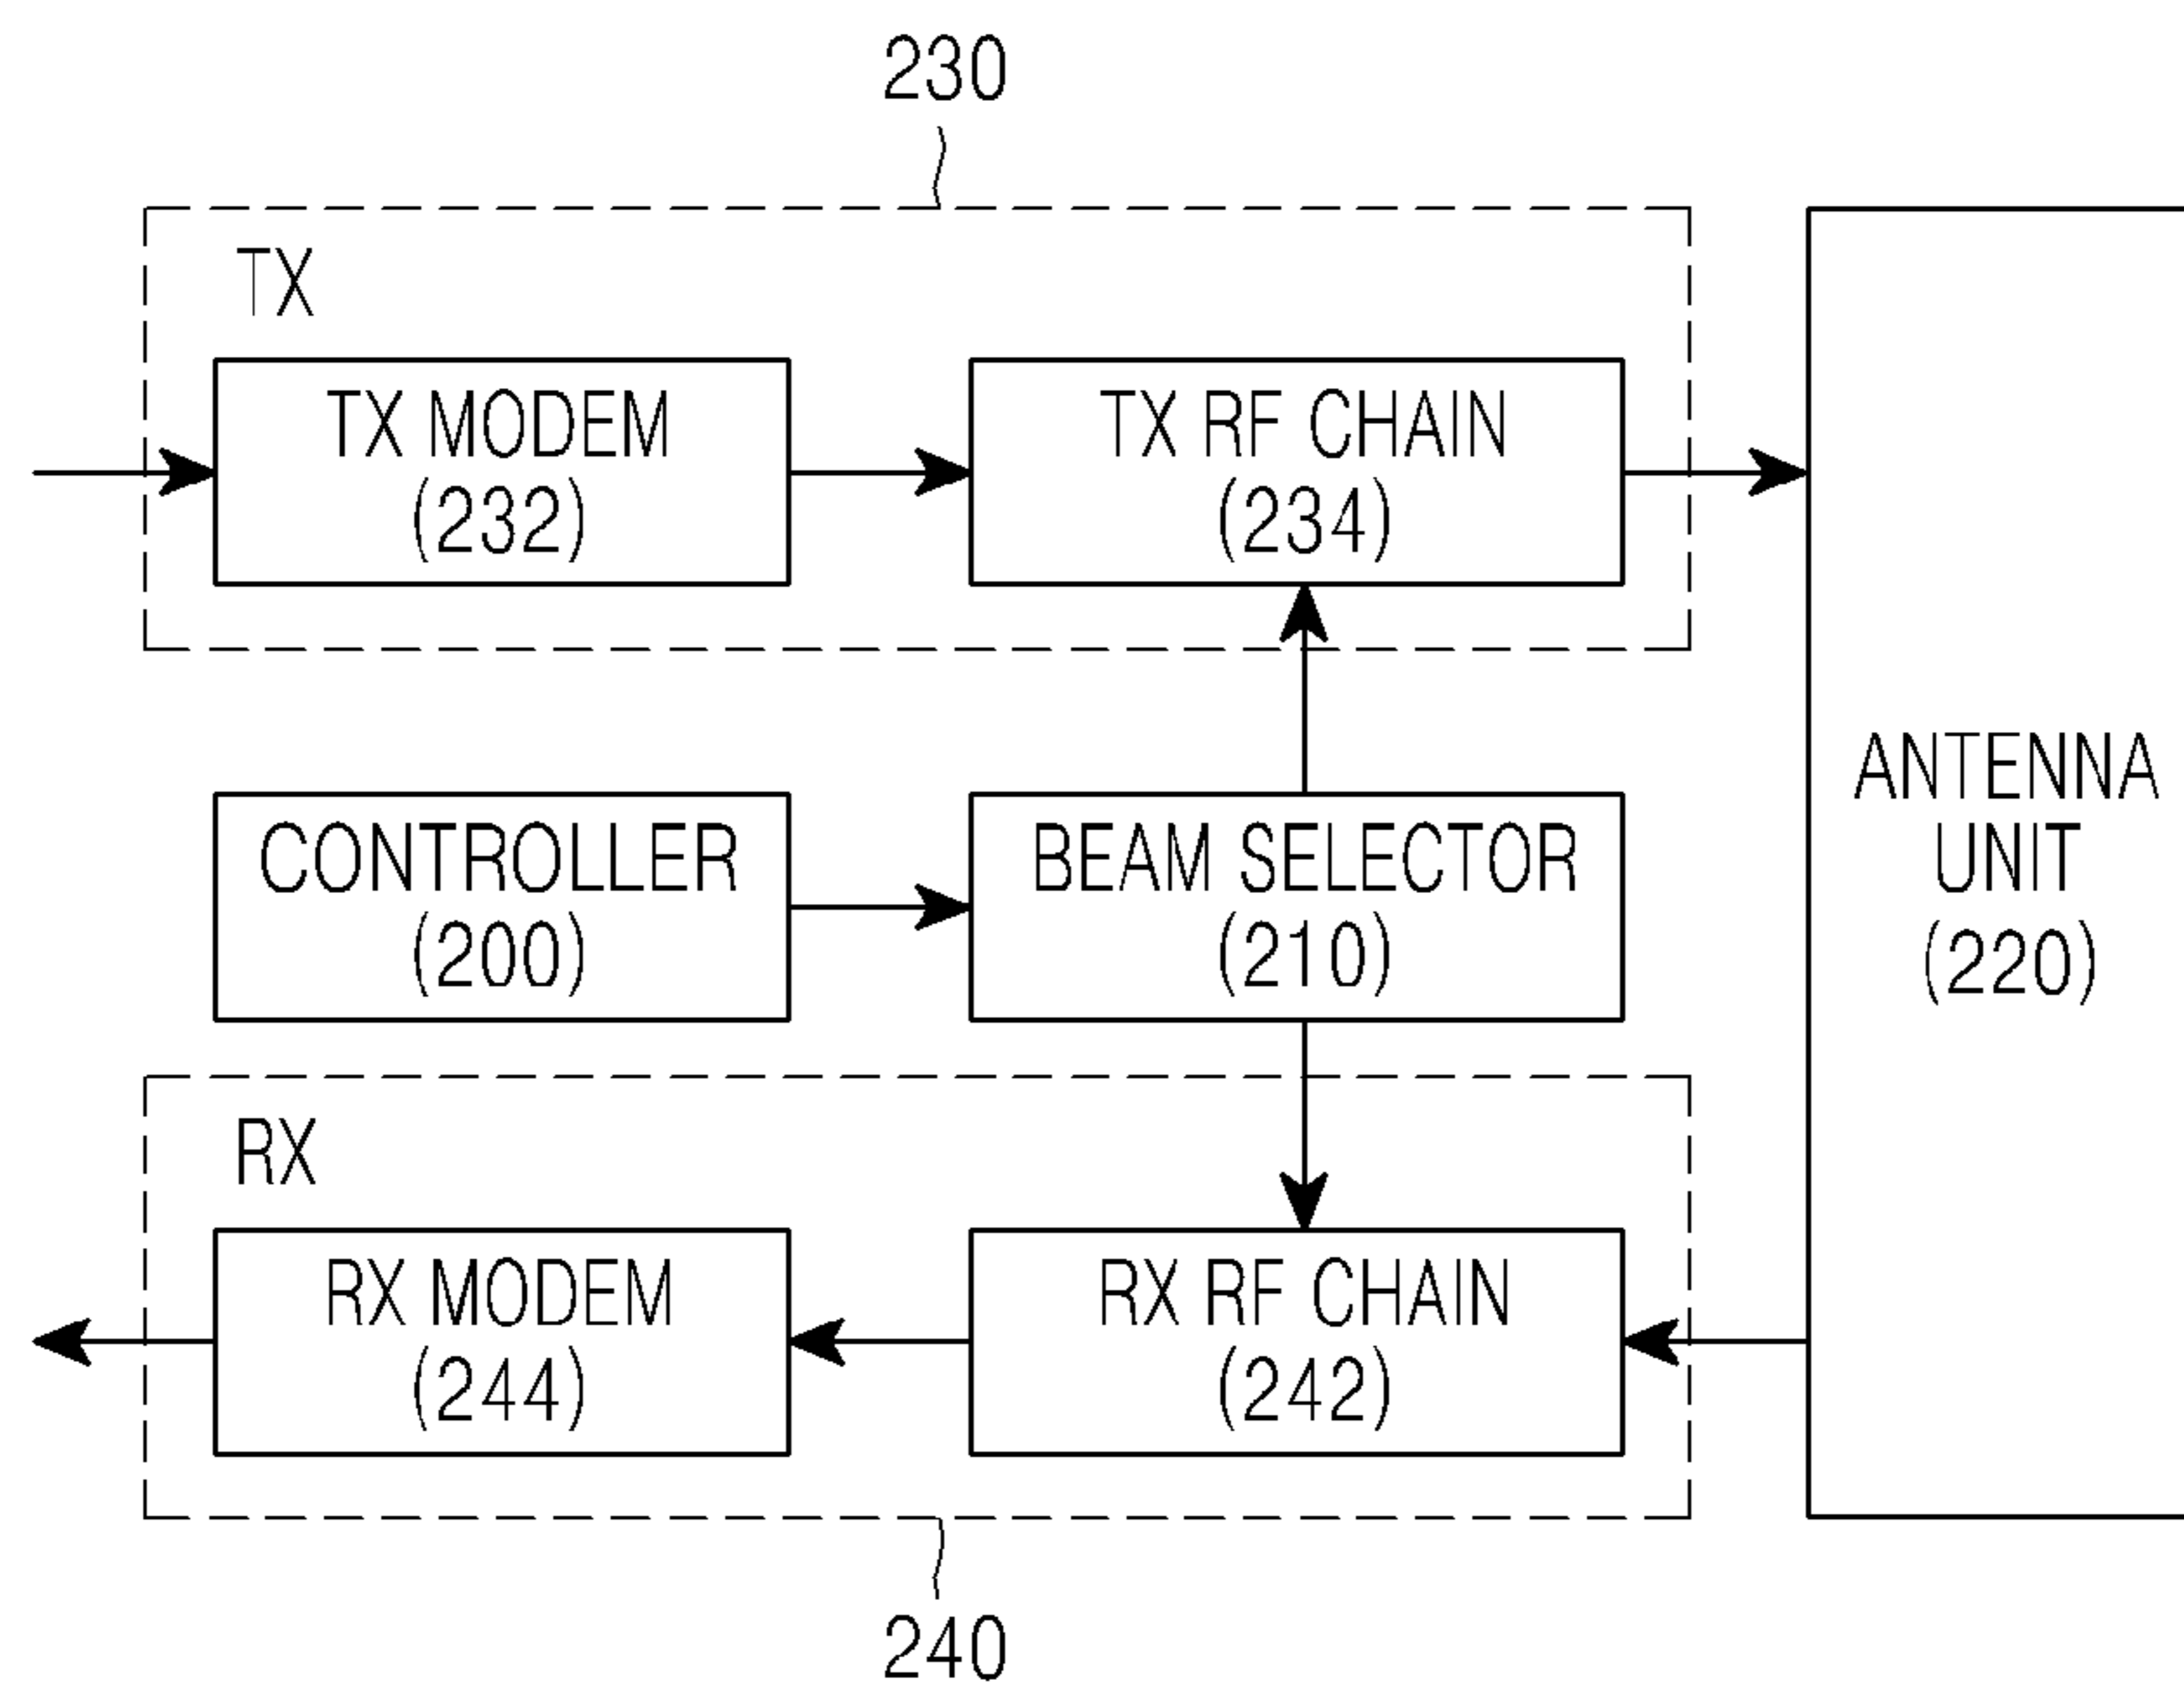 230
TX
TX MODEM
(232)
TX RF CHAIN
(234)
CONTROLLER
(200)
BEAM SELECTOR
(210)
ANTENNA
UNIT
(220)
RX
RX MODEM
(244)
RX RF CHAIN
(242)
240